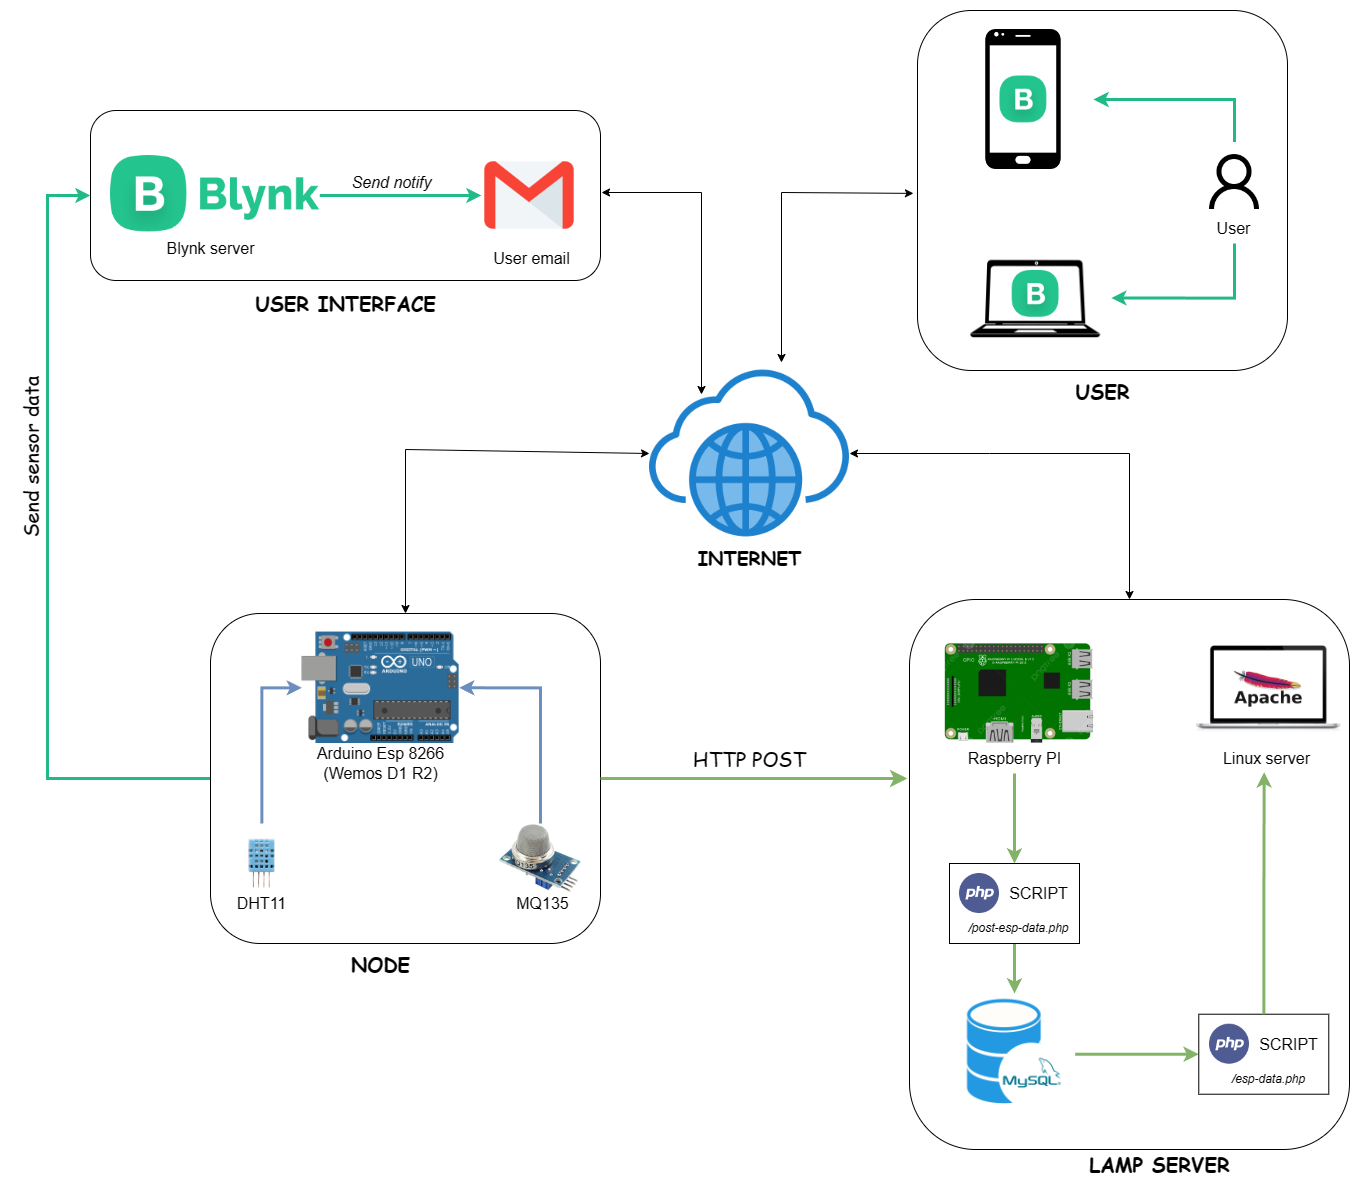 B
Blynk
Send notify
Blynk server
User email
USER INTERFACE
B
B
User
USER
Send sensor data
INTERNET
UNO
ARDUINO
Arduino Esp 8266
(Wemos D1 R2)
DHT11
MQ135
NODE
HTTP POST
Raspberry PI
Apache
Linux server
php SCRIPT
/post-esp-data.php
MySQL
php SCRIPT
/esp-data.php
LAMP SERVER